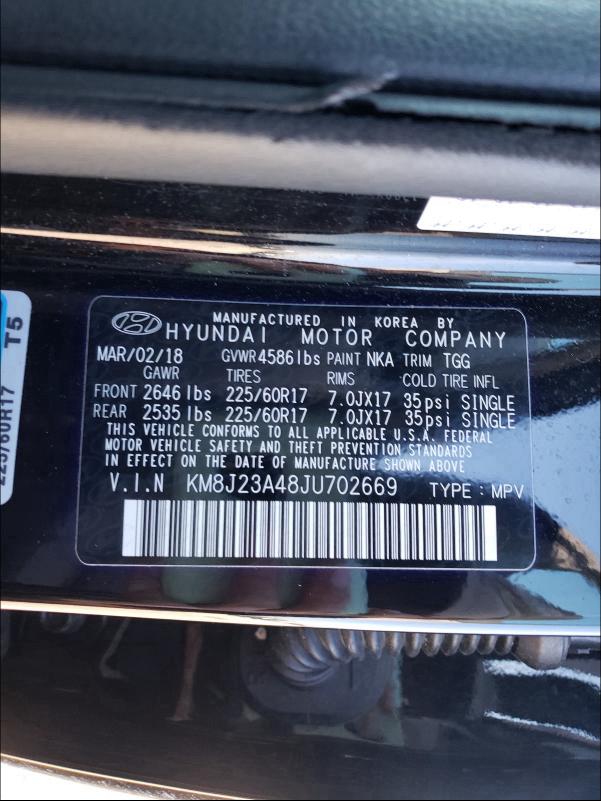 MANUFACTURED IN KOREA BY
HYUNDAI MOTOR COMPANY
MAR/02/18 GVWR 4586 lbs PAINT NKA TRIM TGG
GAWR TIRES RIMS COLD TIRE INFL
FRONT 2646 lbs 225/60R17 7.0JX17 35psi SINGLE
REAR 2535 lbs 225/60R17 7.0JX17 35psi SINGLE
THIS VEHICLE CONFORMS TO ALL APPLICABLE U.S.A. FEDERAL
MOTOR VEHICLE SAFETY AND THEFT PREVENTION STANDARDS
IN EFFECT ON THE DATE OF MANUFACTURE SHOWN ABOVE
V.I.N KM8J23A48JU702669 TYPE : MPV
225/60R17 T5